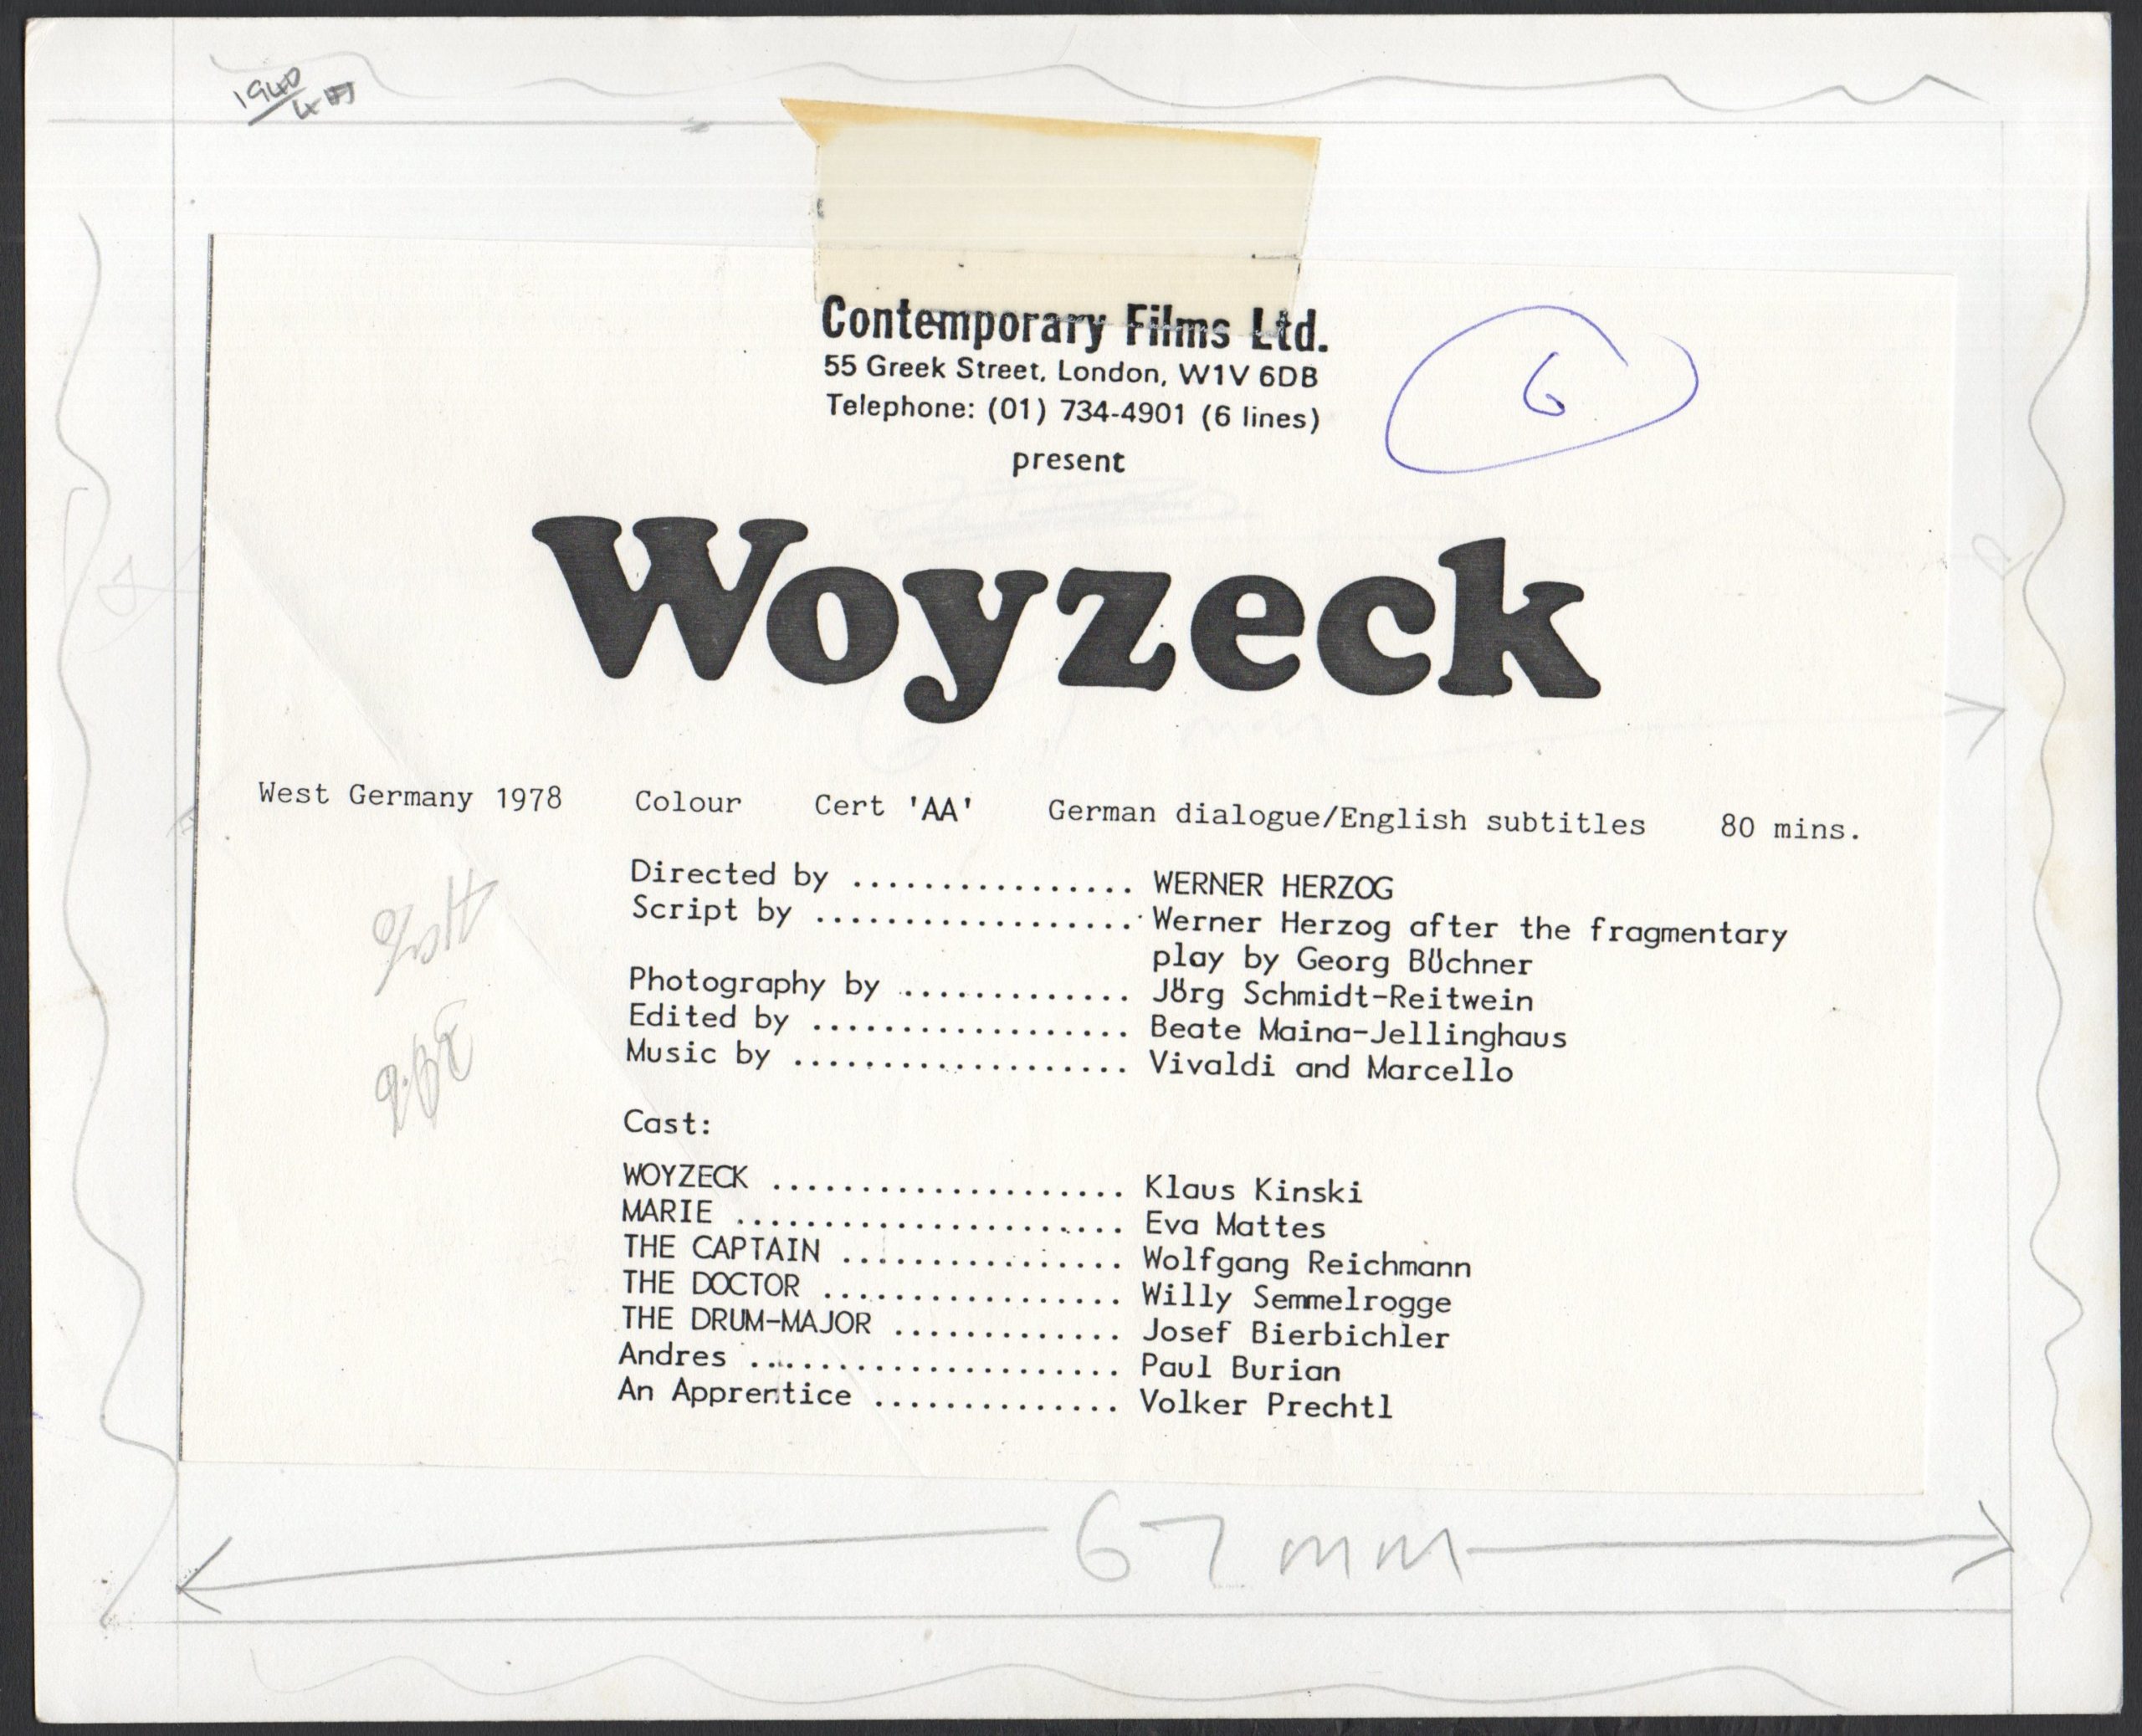 1940
Contemporary Films Ltd.
55 Greek Street, London, W1V 6DB
Telephone: (01) 734-4901 (6 lines)
present
G
Woyzeck
West Germany 1978 Colour Cert 'AA' German dialogue/English subtitles 80 mins.
Directed by ................ WERNER HERZOG
Script by .................. Werner Herzog after the fragmentary
play by Georg Büchner
Photography by ............. Jörg Schmidt-Reitwein
Edited by .................. Beate Maina-Jellinghaus
Music by ................... Vivaldi and Marcello
Cast:
WOYZECK .................... Klaus Kinski
MARIE ...................... Eva Mattes
THE CAPTAIN ................ Wolfgang Reichmann
THE DOCTOR ................. Willy Semmelrogge
THE DRUM-MAJOR ............. Josef Bierbichler
Andres ..................... Paul Burian
An Apprentice .............. Volker Prechtl
67 mm